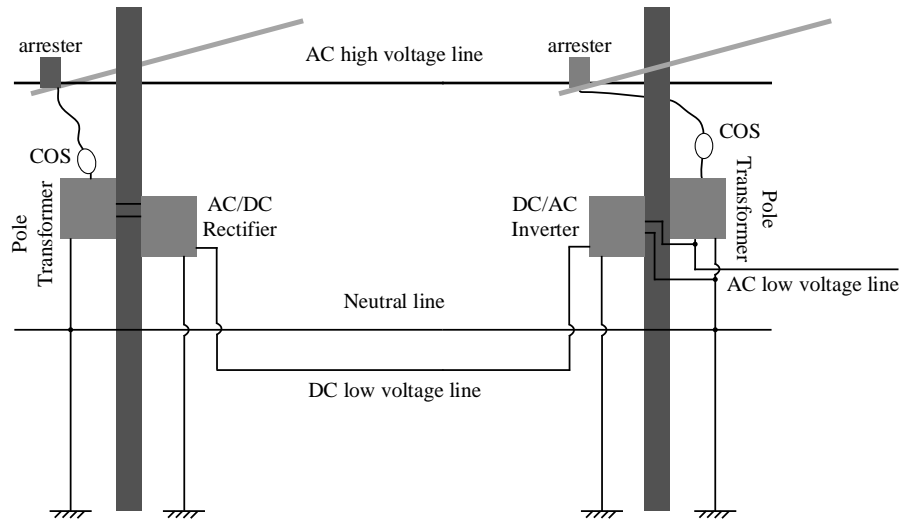 arrester
AC high voltage line
arrester
COS
COS
Pole
Transformer
AC/DC
Rectifier
DC/AC
Inverter
Pole
Transformer
AC low voltage line
Neutral line
DC low voltage line